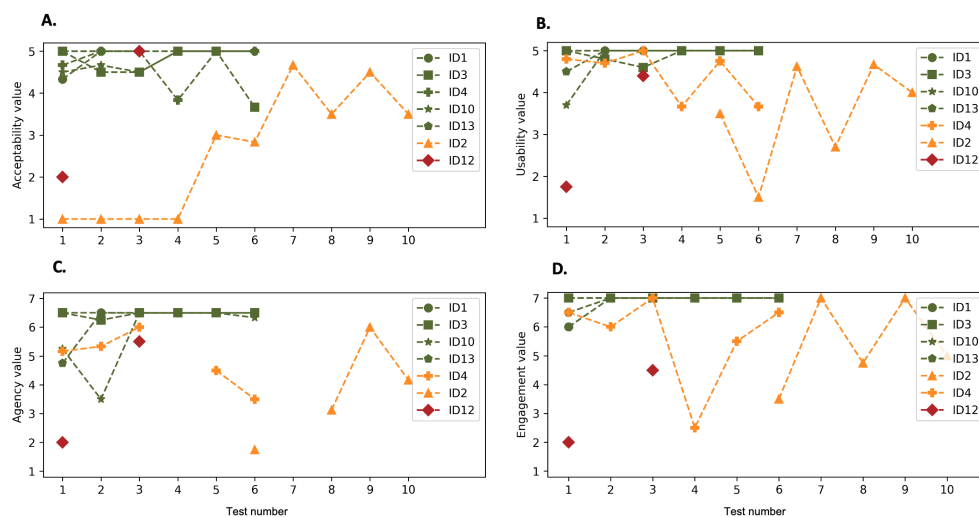 A.
Acceptability value
5
4
3
2
1
1 2 3 4 5 6 7 8 9 10
ID1
ID3
ID4
ID10
ID13
ID2
ID12
B.
Usability value
5
4
3
2
1
1 2 3 4 5 6 7 8 9 10
ID1
ID3
ID10
ID13
ID4
ID2
ID12
C.
Agency value
7
6
5
4
3
2
1
1 2 3 4 5 6 7 8 9 10
Test number
ID1
ID3
ID10
ID13
ID4
ID2
ID12
D.
Engagement value
7
6
5
4
3
2
1
1 2 3 4 5 6 7 8 9 10
Test number
ID1
ID3
ID10
ID13
ID2
ID4
ID12